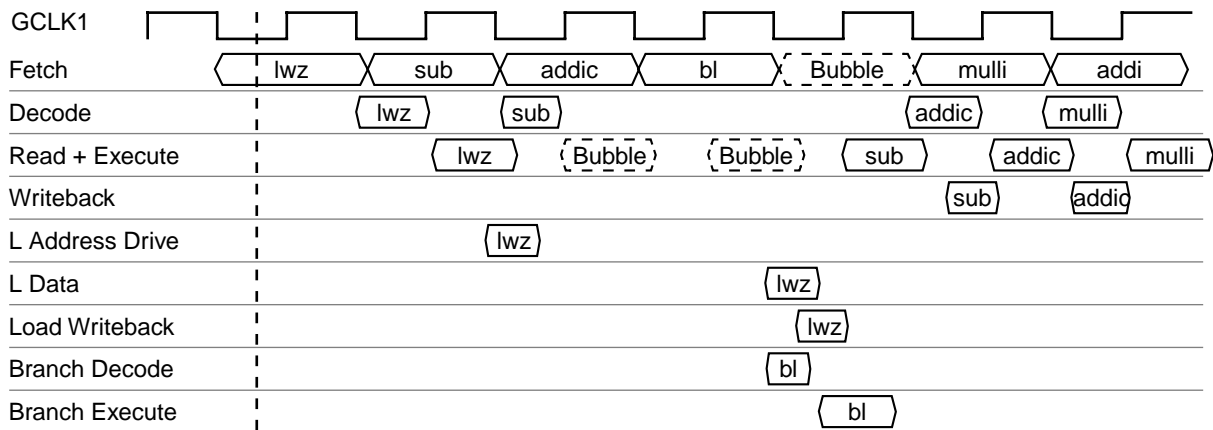 GCLK1
Fetch lwz sub addic bl Bubble mulli addi
Decode lwz sub addic mulli
Read + Execute lwz Bubble Bubble sub addic mulli
Writeback sub addic
L Address Drive lwz
L Data lwz
Load Writeback lwz
Branch Decode bl
Branch Execute bl